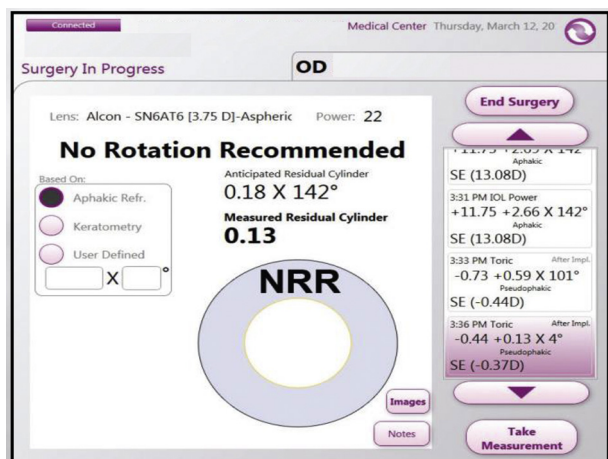 Connected
Medical Center Thursday, March 12, 20
Surgery In Progress
OD
Lens: Alcon - SN6AT6 [3.75 D]-Aspheric Power: 22
No Rotation Recommended
Based On:
Aphakic Refr.
Keratometry
User Defined
X °
Anticipated Residual Cylinder
0.18 X 142°
Measured Residual Cylinder
0.13
NRR
Images
Notes
End Surgery
Aphakic
SE (13.08D)
3:31 PM IOL Power
+11.75 +2.66 X 142°
Aphakic
SE (13.08D)
3:33 PM Toric After Impl.
-0.73 +0.59 X 101°
Pseudophakic
SE (-0.44D)
3:36 PM Toric After Impl.
-0.44 +0.13 X 4°
Pseudophakic
SE (-0.37D)
Take
Measurement